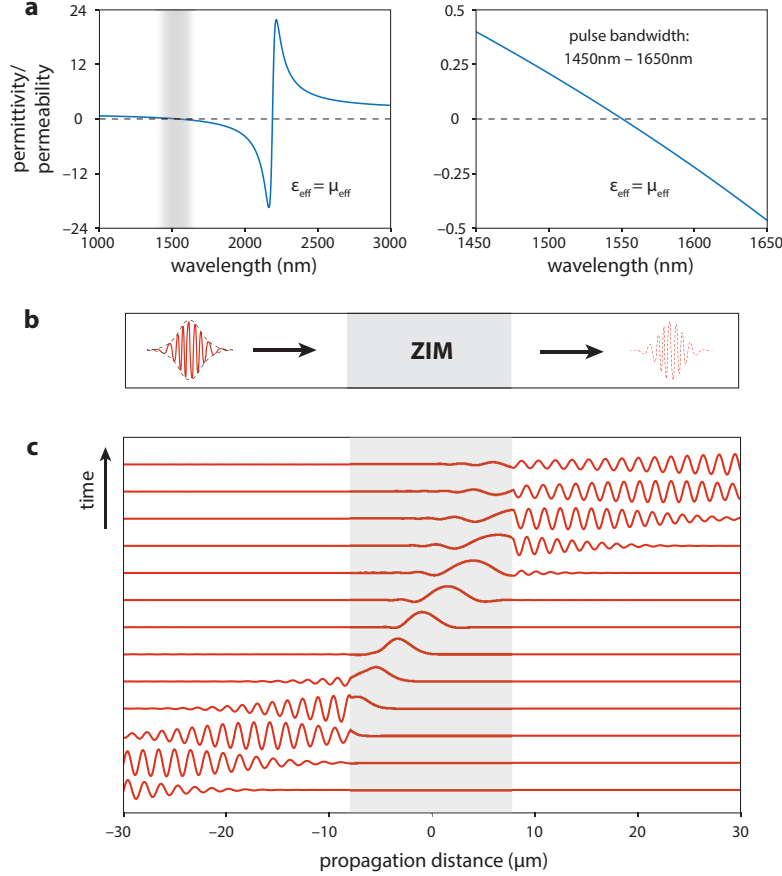 a
24
12
0
−12
−24
permittivity/
permeability
ε_eff = μ_eff
1000
1500
2000
2500
3000
wavelength (nm)
0.5
0.25
0
−0.25
−0.5
pulse bandwidth:
1450nm – 1650nm
ε_eff = μ_eff
1450
1500
1550
1600
1650
wavelength (nm)
b
ZIM
c
time
−30
−20
−10
0
10
20
30
propagation distance (μm)